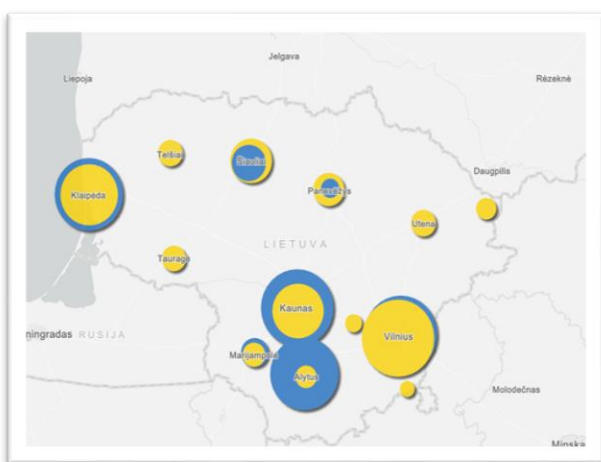 Jelgava
Liepoja
Rēzeknė
Telšiai
Šiauliai
Daugpilis
Panevėžys
Klaipėda
Utena
LIETUVA
Tauragė
Kaunas
Vilnius
ningradas RUSIJA
Marijampolė
Alytus
Molodečnas
Minska